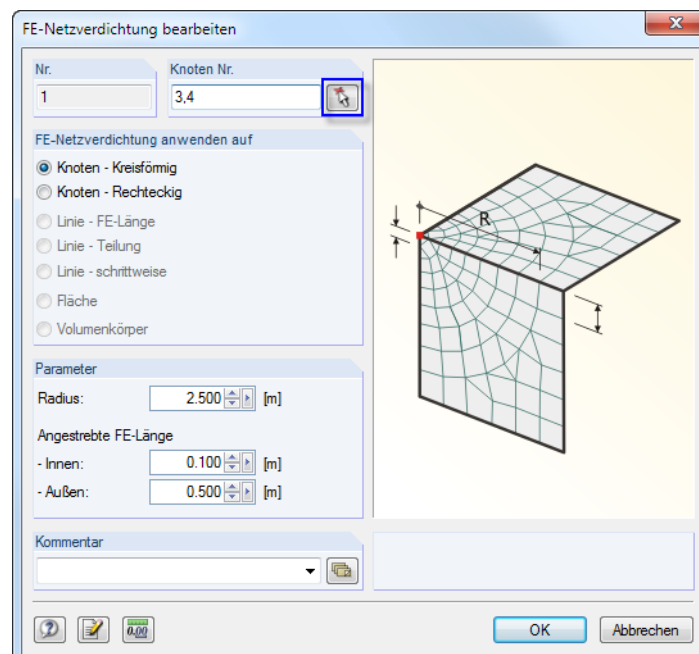 FE-Netzverdichtung bearbeiten
Nr.
1
Knoten Nr.
3,4
FE-Netzverdichtung anwenden auf
Knoten - Kreisförmig
Knoten - Rechteckig
Linie - FE-Länge
Linie - Teilung
Linie - schrittweise
Fläche
Volumenkörper
R
Parameter
Radius: 2.500 [m]
Angestrebte FE-Länge
- Innen: 0.100 [m]
- Außen: 0.500 [m]
Kommentar
0.00
OK
Abbrechen